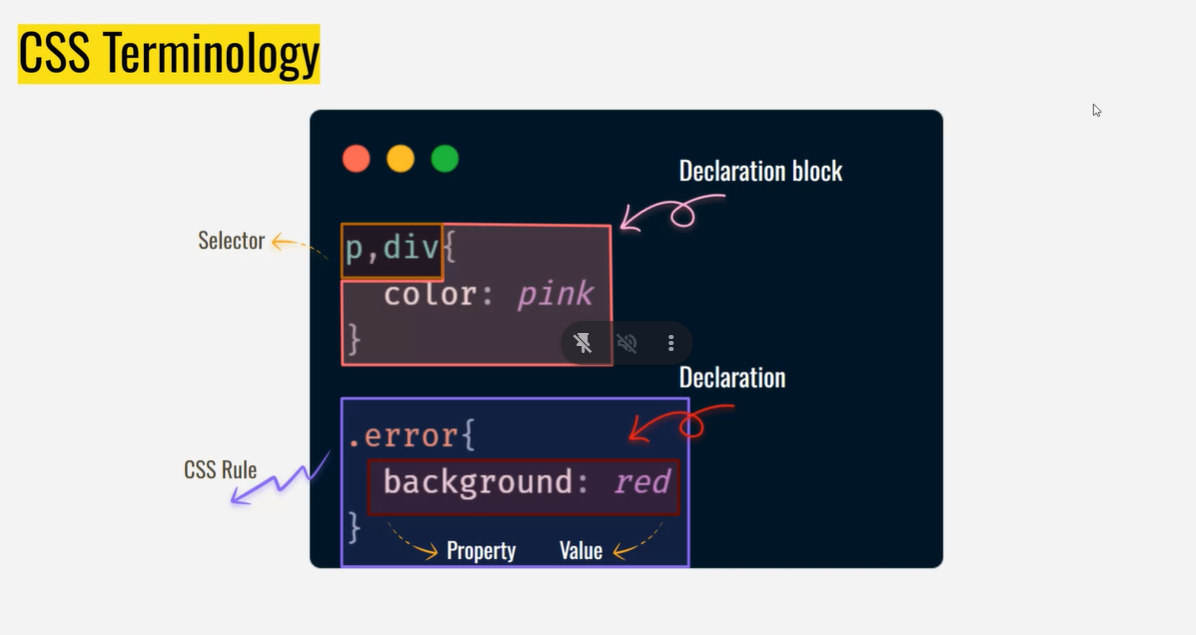 CSS Terminology
Declaration block
Selector
p,div{
color: pink
}
Declaration
.error{
CSS Rule
background: red
}
Property Value